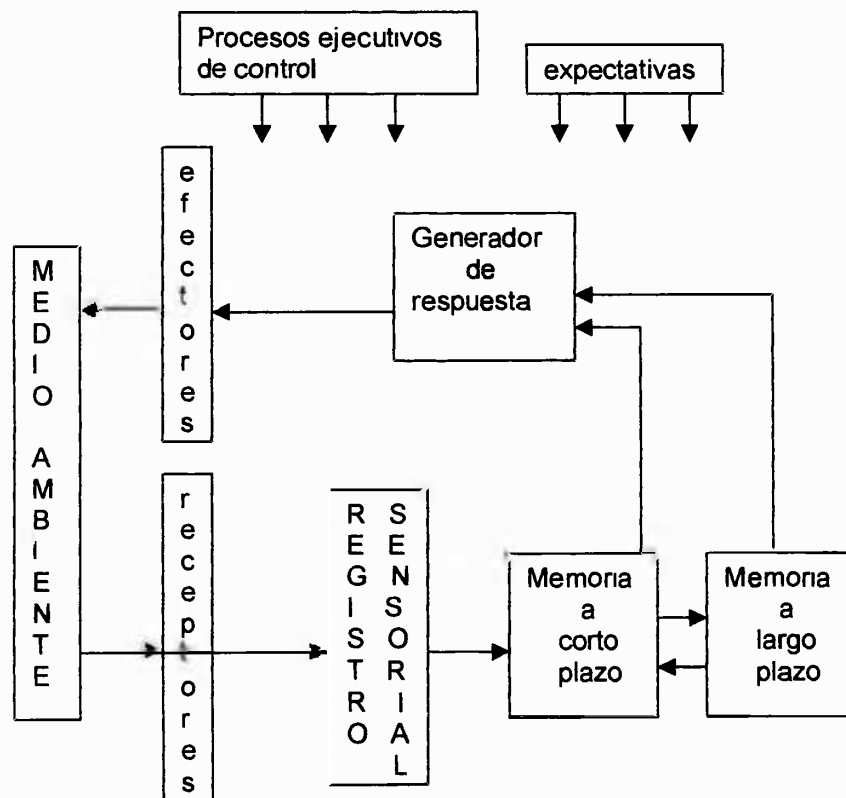 Procesos ejecutivos
de control
expectativas
efectores
Generador
de
respuesta
MEDIO AMBIENTE
receptores
REGISTRO
SENSORIAL
Memoria
a
corto
plazo
Memoria
a
largo
plazo